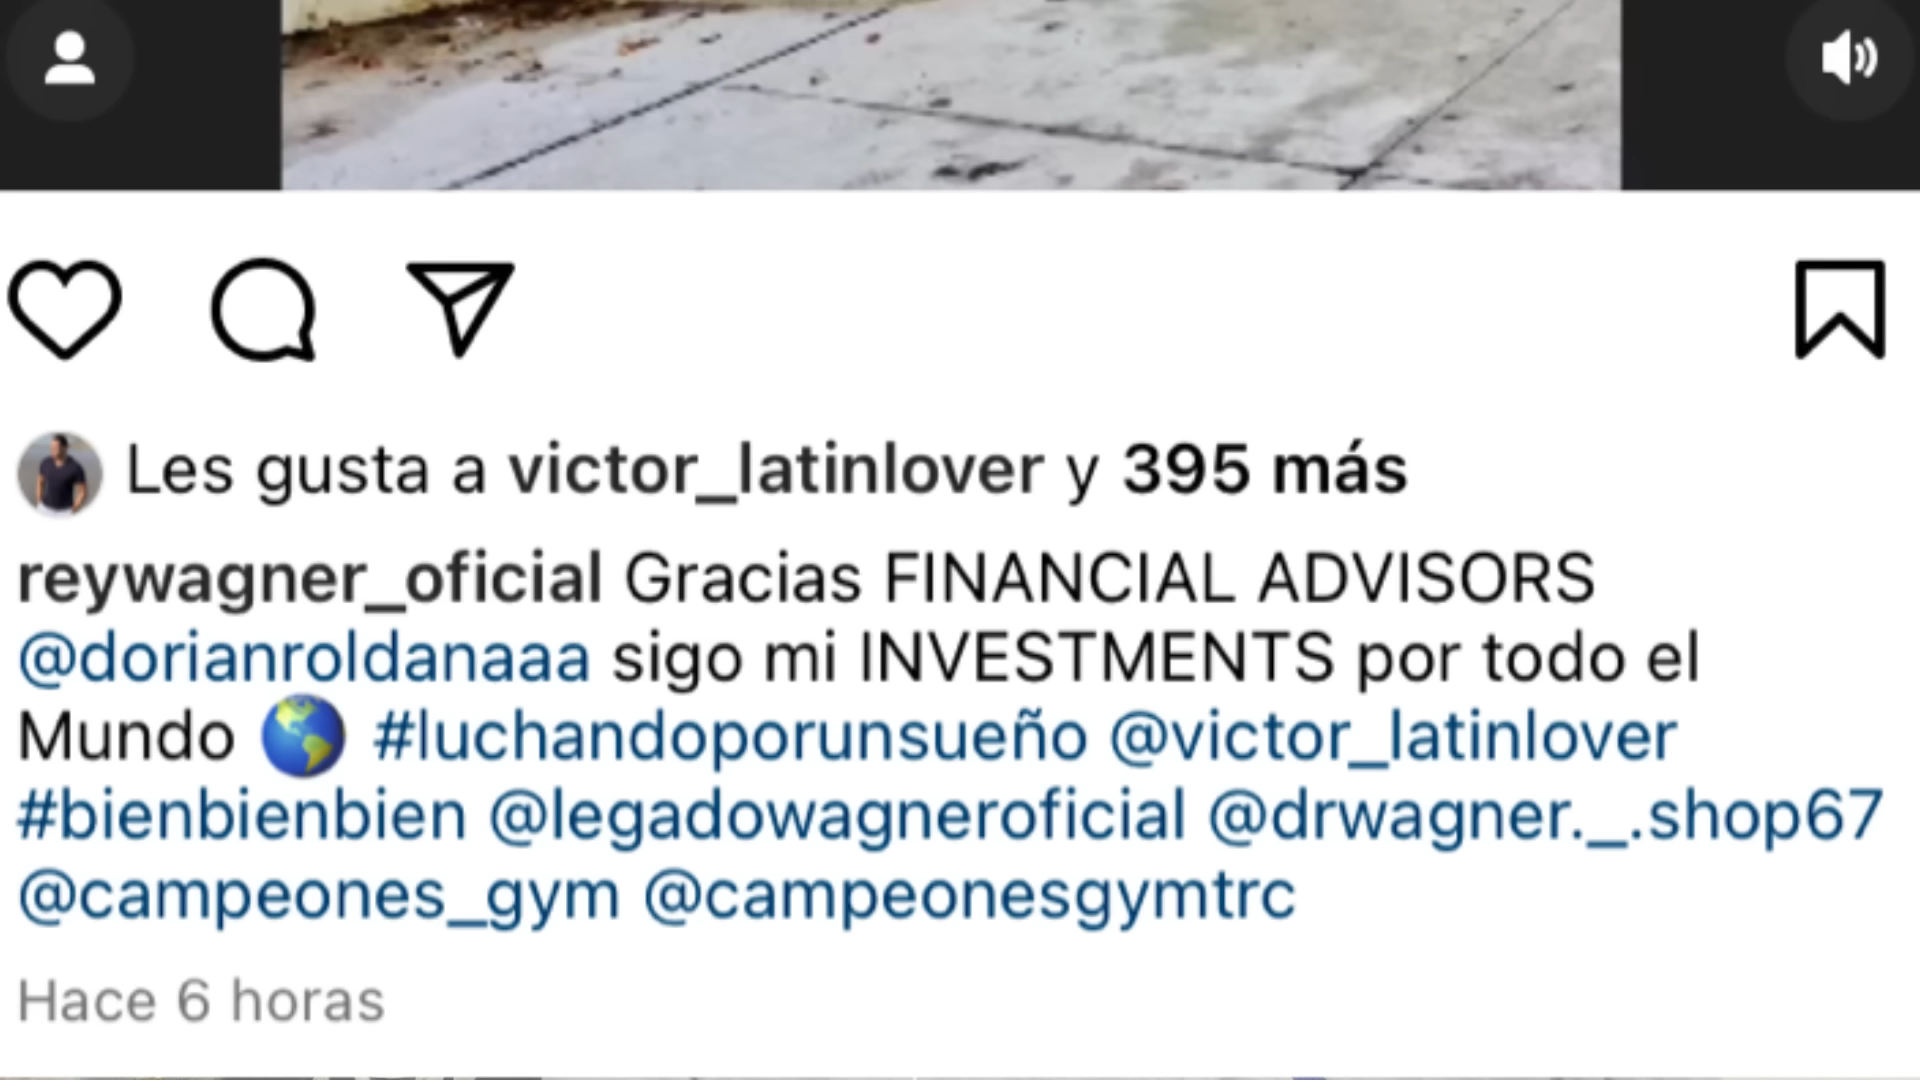 Les gusta a victor_latinlover y 395 más
reywagner_oficial Gracias FINANCIAL ADVISORS
@dorianroldanaaa sigo mi INVESTMENTS por todo el
Mundo 🌎 #luchandoporunsueño @victor_latinlover
#bienbienbien @legadowagneroficial @drwagner._.shop67
@campeones_gym @campeonesgymtrc
Hace 6 horas